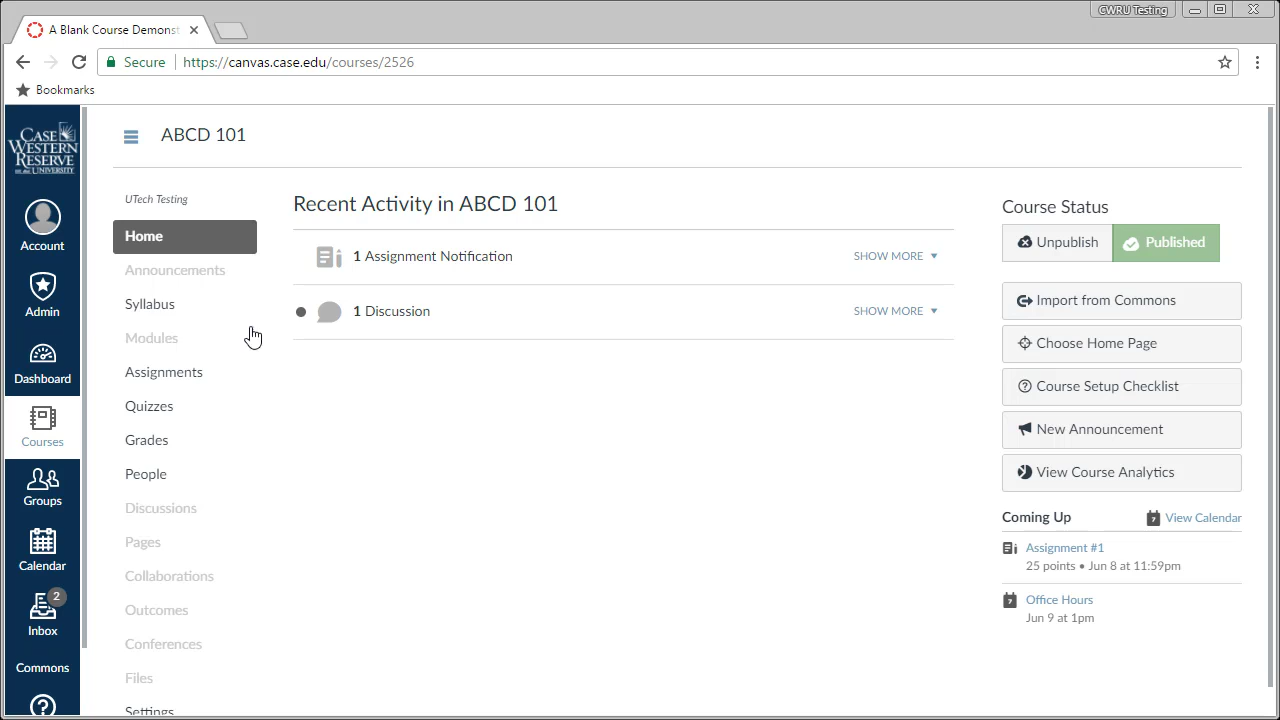 CWRU Testing
A Blank Course Demonst
Secure
https://canvas.case.edu/courses/2526
Bookmarks
CASE
WESTERN
RESERVE
UNIVERSITY
EST. 1826
Account
Admin
Dashboard
Courses
Groups
Calendar
2
Inbox
Commons
ABCD 101
UTech Testing
Home
Announcements
Syllabus
Modules
Assignments
Quizzes
Grades
People
Discussions
Pages
Collaborations
Outcomes
Conferences
Files
Settings
Recent Activity in ABCD 101
1 Assignment Notification
SHOW MORE
1 Discussion
SHOW MORE
Course Status
Unpublish
Published
Import from Commons
Choose Home Page
Course Setup Checklist
New Announcement
View Course Analytics
Coming Up
7 View Calendar
Assignment #1
25 points • Jun 8 at 11:59pm
7 Office Hours
Jun 9 at 1pm